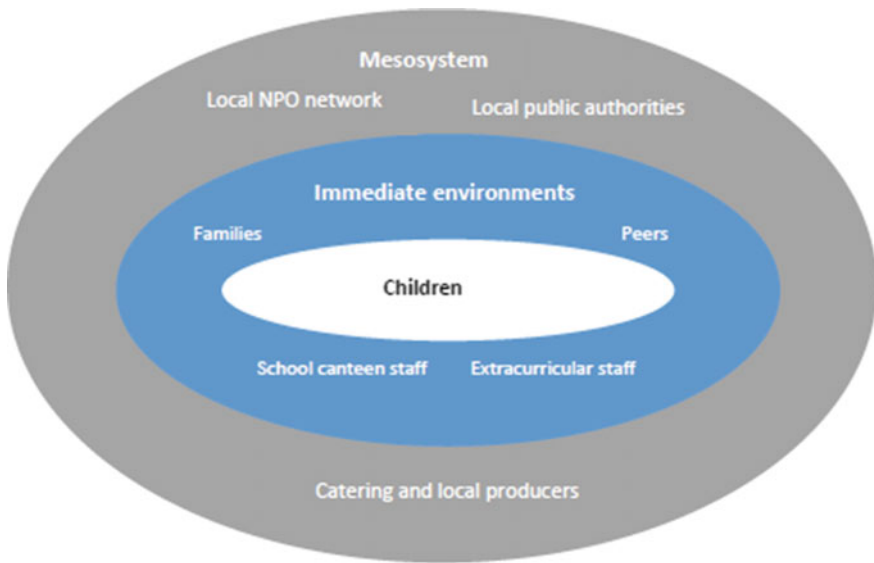 Mesosystem
Local NPO network
Local public authorities
Immediate environments
Families
Peers
Children
School canteen staff
Extracurricular staff
Catering and local producers